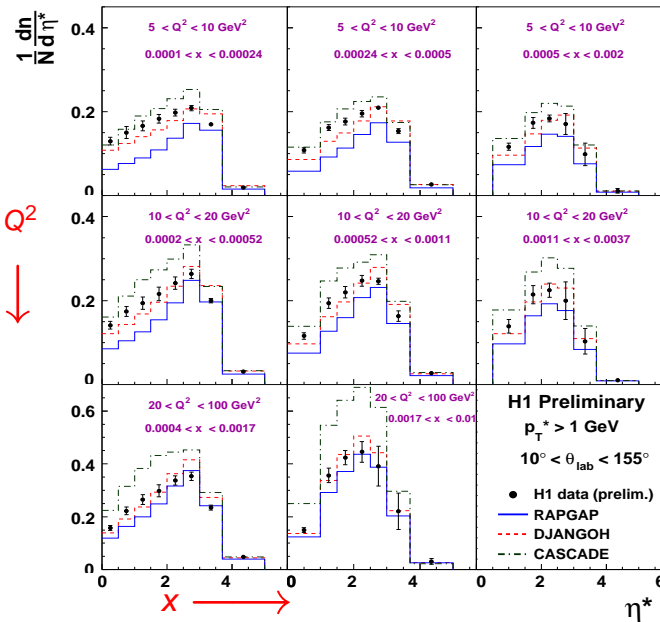 1/N dn/dη*
5 < Q² < 10 GeV²
0.0001 < x < 0.00024
5 < Q² < 10 GeV²
0.00024 < x < 0.0005
5 < Q² < 10 GeV²
0.0005 < x < 0.002
0.4
0.2
0
Q²
10 < Q² < 20 GeV²
0.0002 < x < 0.00052
10 < Q² < 20 GeV²
0.00052 < x < 0.0011
10 < Q² < 20 GeV²
0.0011 < x < 0.0037
0.4
0.2
0
20 < Q² < 100 GeV²
0.0004 < x < 0.0017
20 < Q² < 100 GeV²
0.0017 < x < 0.01
0.6
0.4
0.2
0
H1 Preliminary
p_T* > 1 GeV
10° < θ_lab < 155°
H1 data (prelim.)
RAPGAP
DJANGOH
CASCADE
0 2 4 0 2 4 0 2 4 6
x
η*